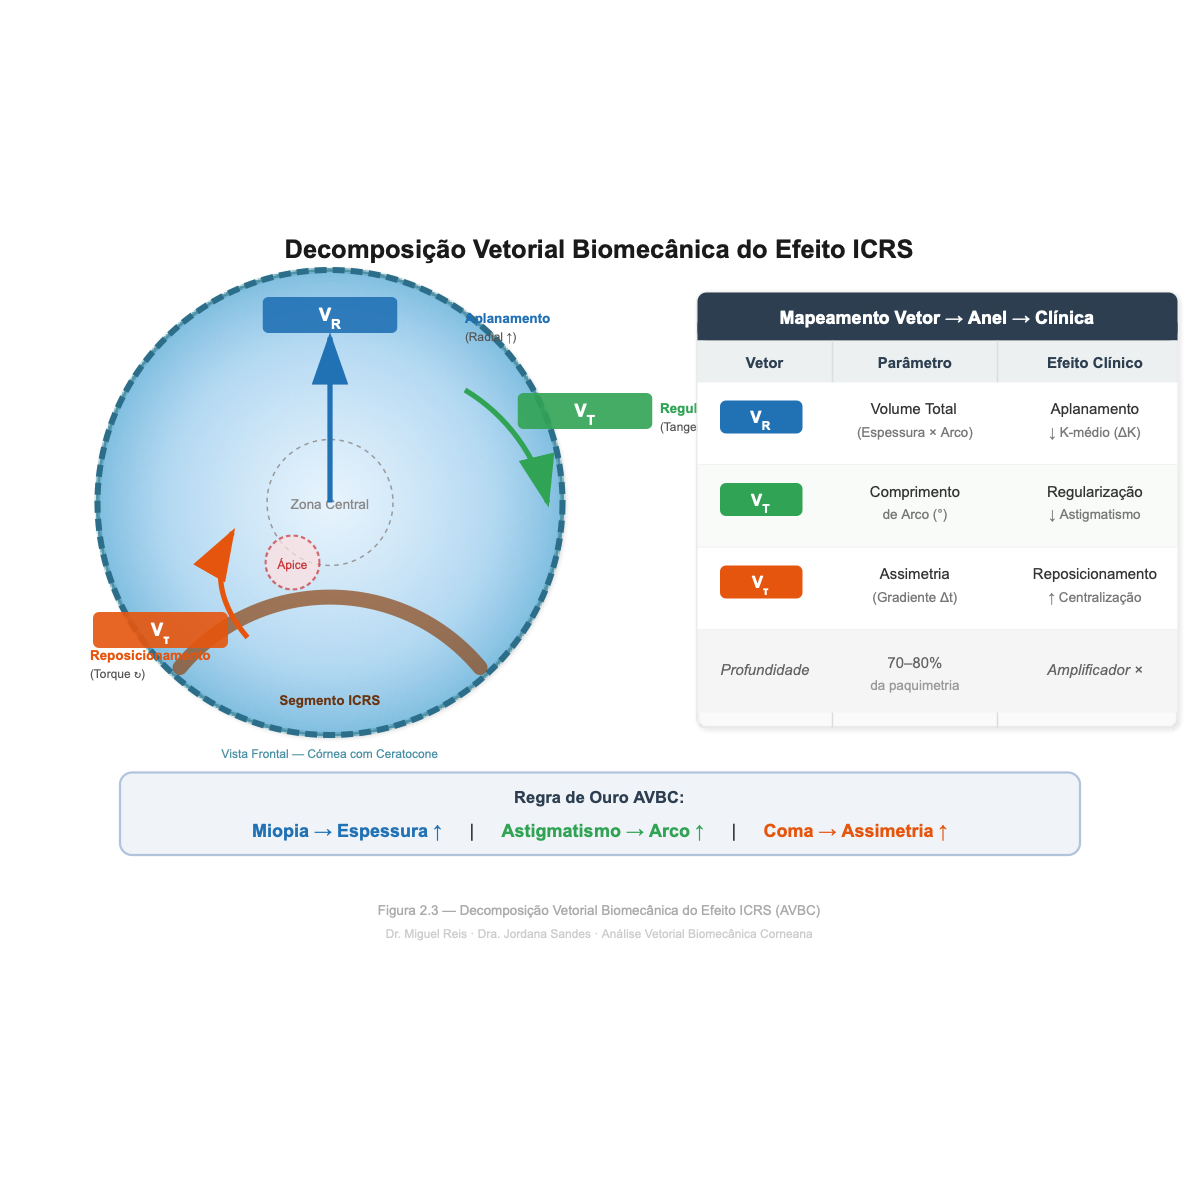 Decomposição Vetorial Biomecânica do Efeito ICRS
VR
Aplanamento
(Radial ↑)
VT
Regul
(Tange
Zona Central
Ápice
Vτ
Reposicionamento
(Torque ↻)
Segmento ICRS
Vista Frontal — Córnea com Ceratocone
Mapeamento Vetor → Anel → Clínica
Vetor Parâmetro Efeito Clínico
VR Volume Total Aplanamento
(Espessura × Arco) ↓ K-médio (ΔK)
VT Comprimento Regularização
de Arco (°) ↓ Astigmatismo
Vτ Assimetria Reposicionamento
(Gradiente Δt) ↑ Centralização
Profundidade 70–80% Amplificador ×
da paquimetria
Regra de Ouro AVBC:
Miopia → Espessura ↑ | Astigmatismo → Arco ↑ | Coma → Assimetria ↑
Figura 2.3 — Decomposição Vetorial Biomecânica do Efeito ICRS (AVBC)
Dr. Miguel Reis · Dra. Jordana Sandes · Análise Vetorial Biomecânica Corneana